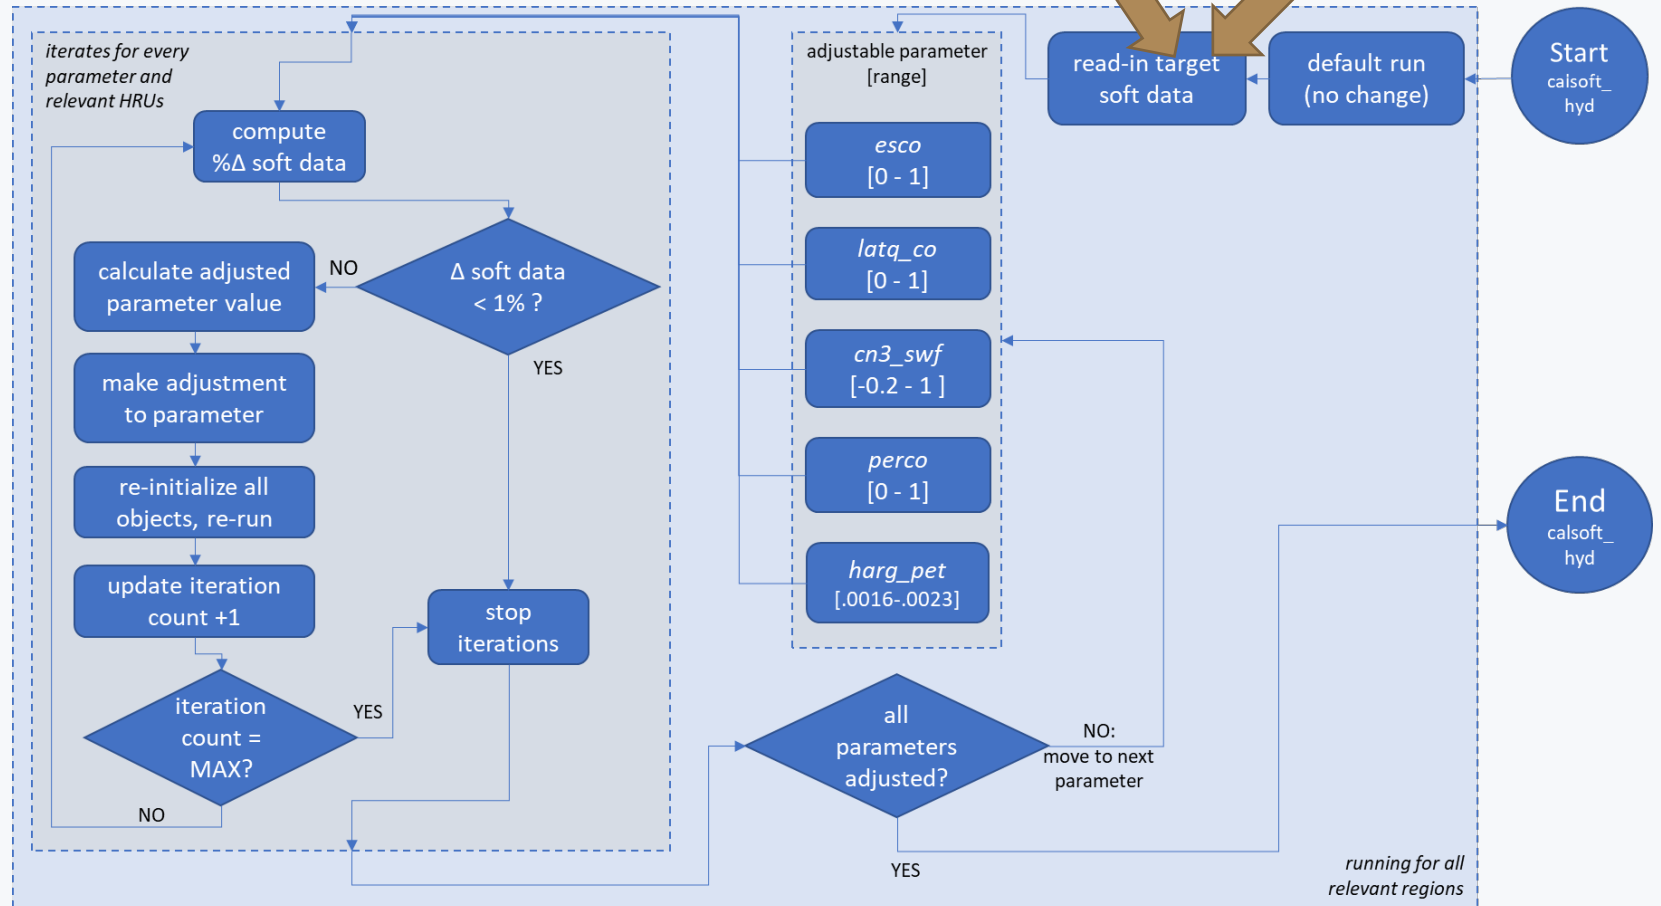 iterates for every
parameter and
relevant HRUs
compute
%Δ soft data
calculate adjusted
parameter value
NO
Δ soft data
< 1% ?
make adjustment
to parameter
YES
re-initialize all
objects, re-run
update iteration
count +1
stop
iterations
iteration
count =
MAX?
YES
NO
adjustable parameter
[range]
esco
[0 - 1]
latq_co
[0 - 1]
cn3_swf
[-0.2 - 1 ]
perco
[0 - 1]
harg_pet
[.0016-.0023]
all
parameters
adjusted?
NO:
move to next
parameter
YES
read-in target
soft data
default run
(no change)
Start
calsoft_
hyd
End
calsoft_
hyd
running for all
relevant regions